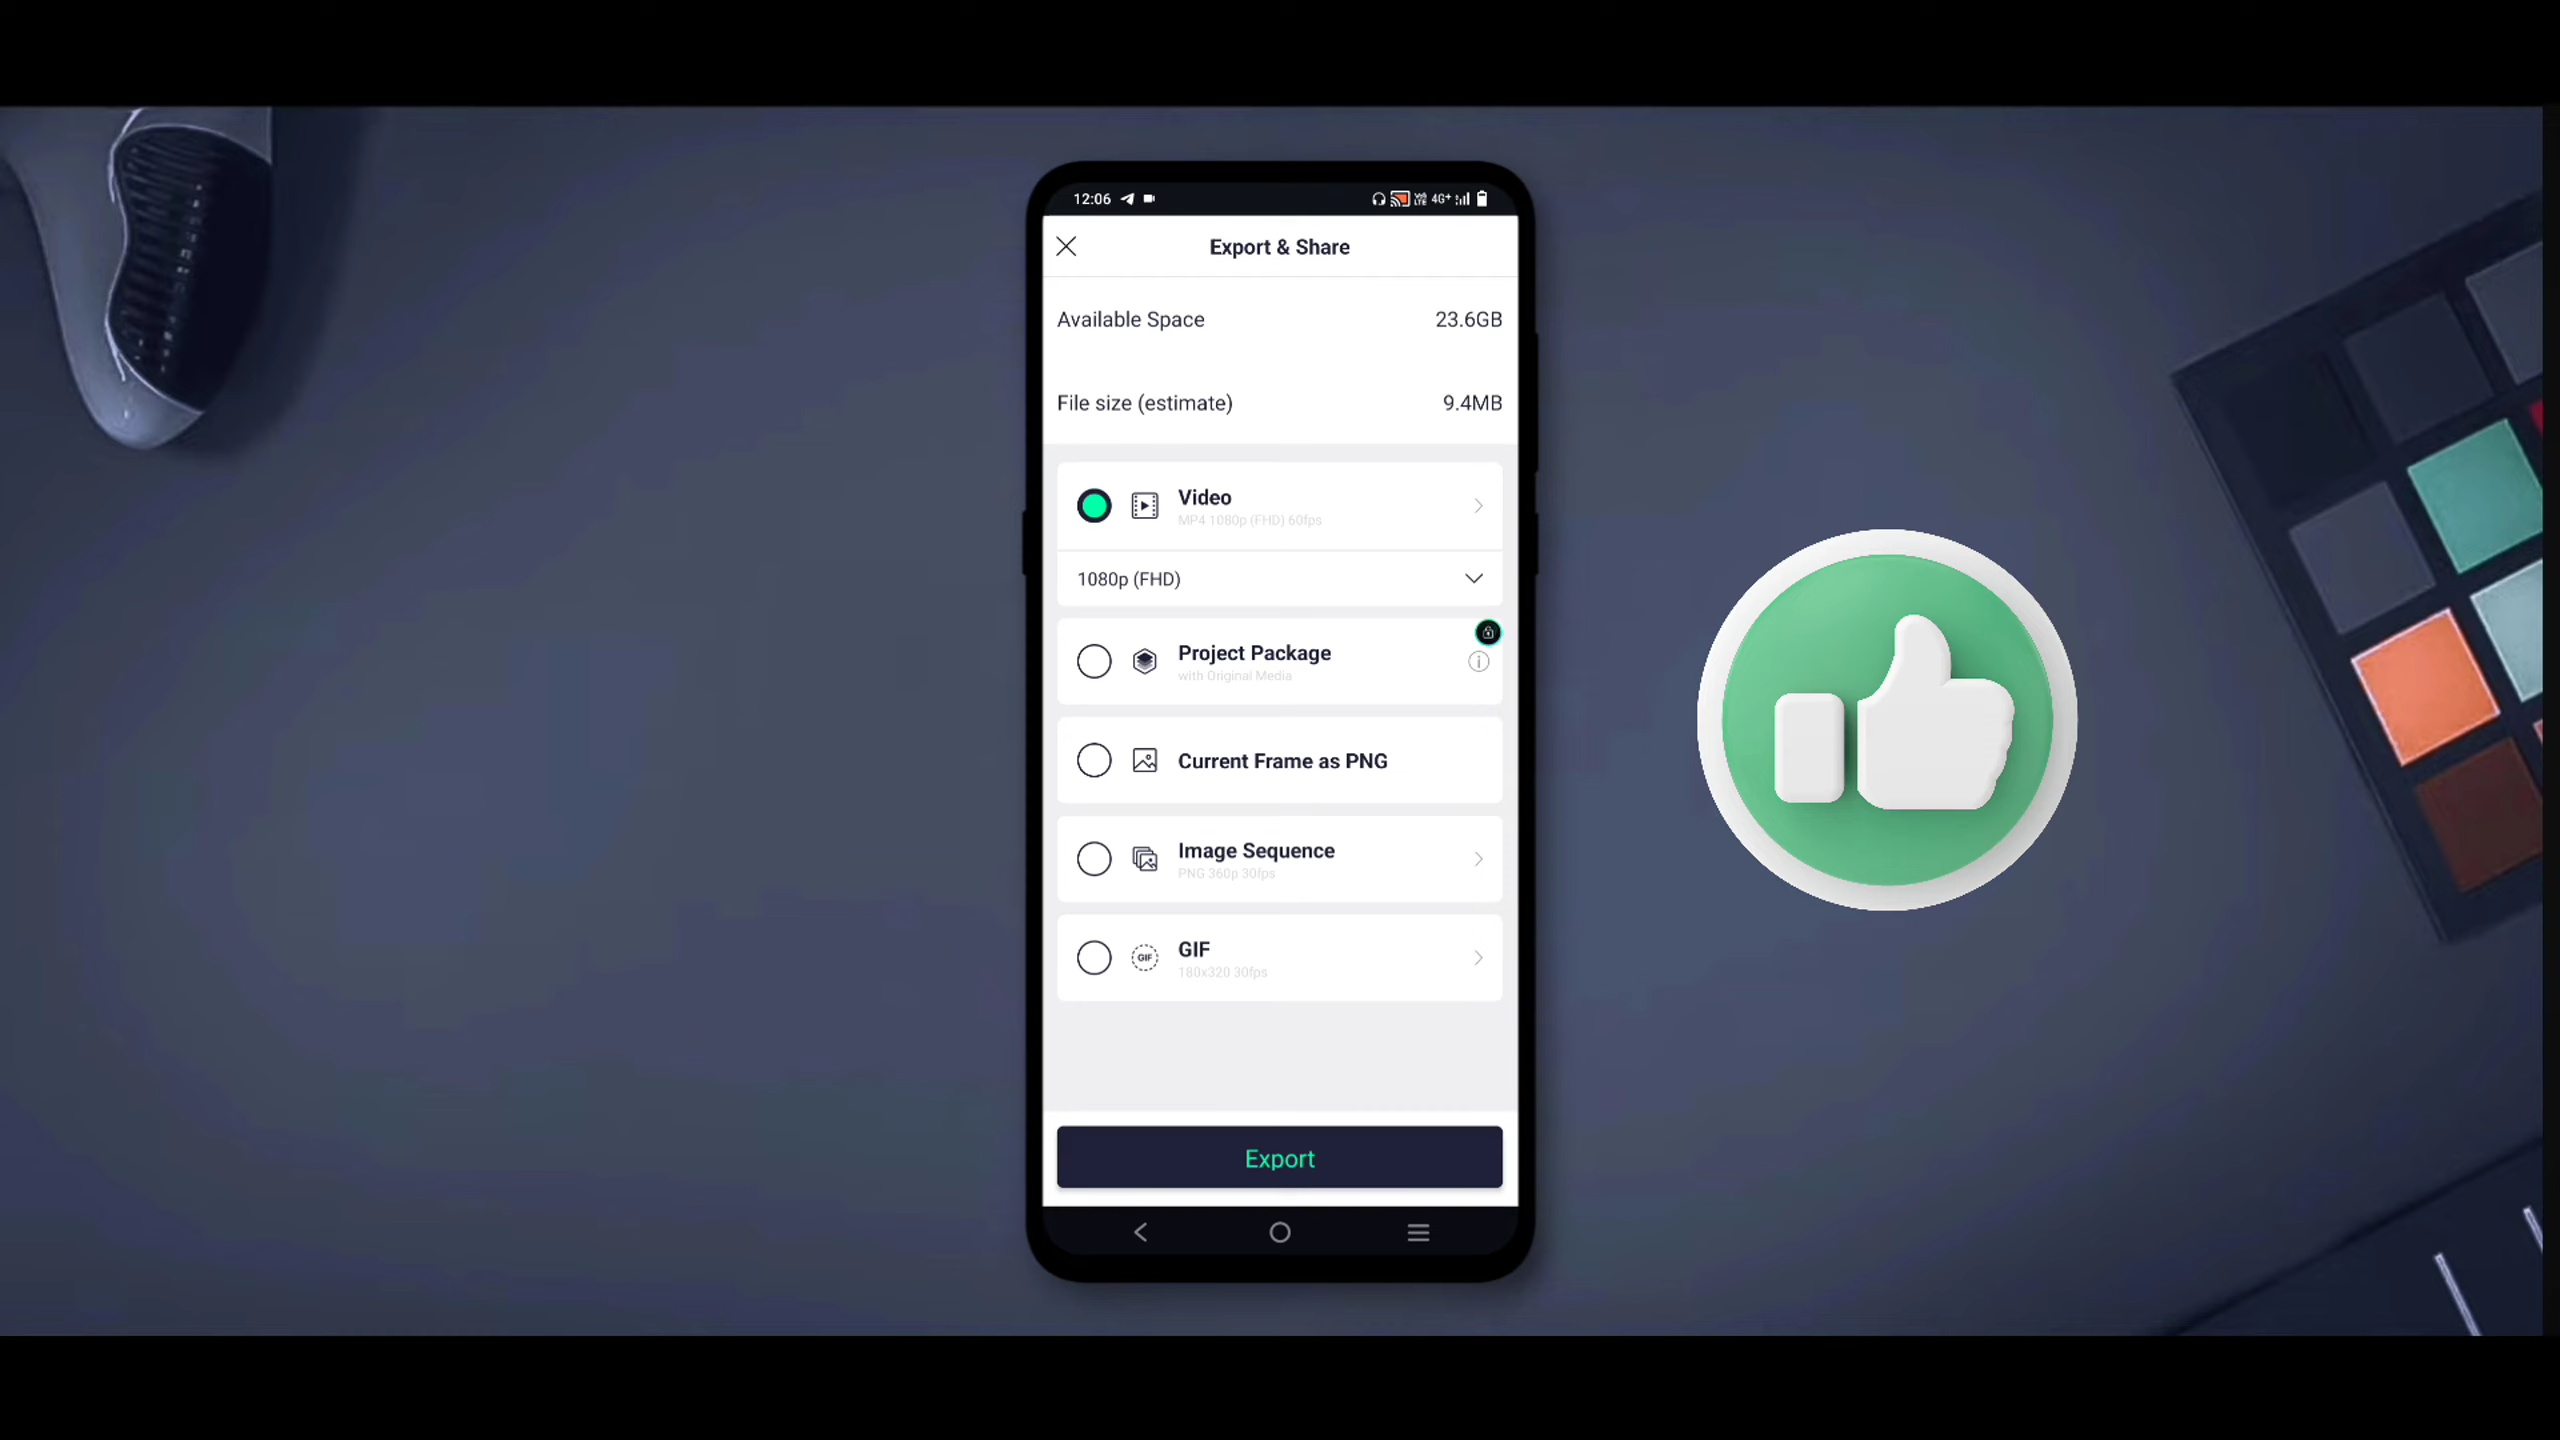 12:06
4G+
Export & Share
Available Space 23.6GB
File size (estimate) 9.4MB
Video
MP4 1080p (FHD) 60fps
1080p (FHD)
Project Package
with Original Media
Current Frame as PNG
Image Sequence
PNG 360p 30fps
GIF
GIF
180x320 30fps
Export